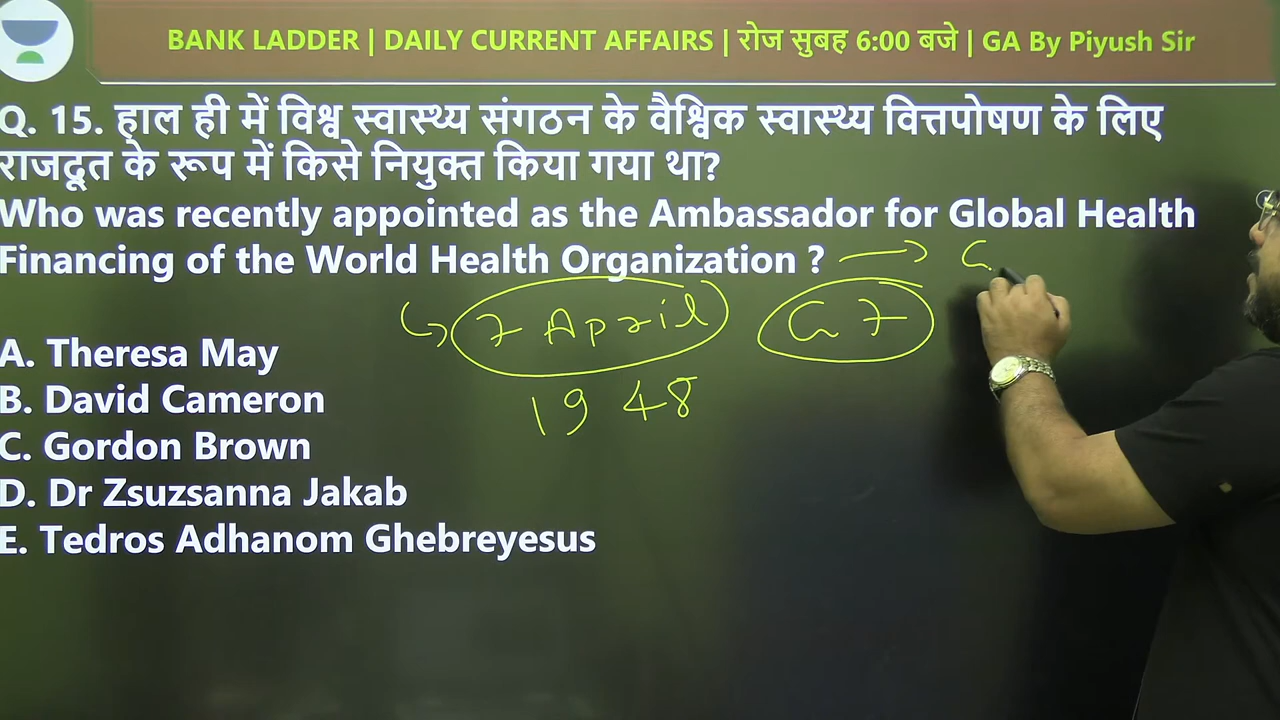 BANK LADDER | DAILY CURRENT AFFAIRS | रोज सुबह 6:00 बजे | GA By Piyush Sir
Q. 15. हाल ही में विश्व स्वास्थ्य संगठन के वैश्विक स्वास्थ्य वित्तपोषण के लिए
राजदूत के रूप में किसे नियुक्त किया गया था?
Who was recently appointed as the Ambassador for Global Health
Financing of the World Health Organization ? → G
7 April G7
1948
A. Theresa May
B. David Cameron
C. Gordon Brown
D. Dr Zsuzsanna Jakab
E. Tedros Adhanom Ghebreyesus